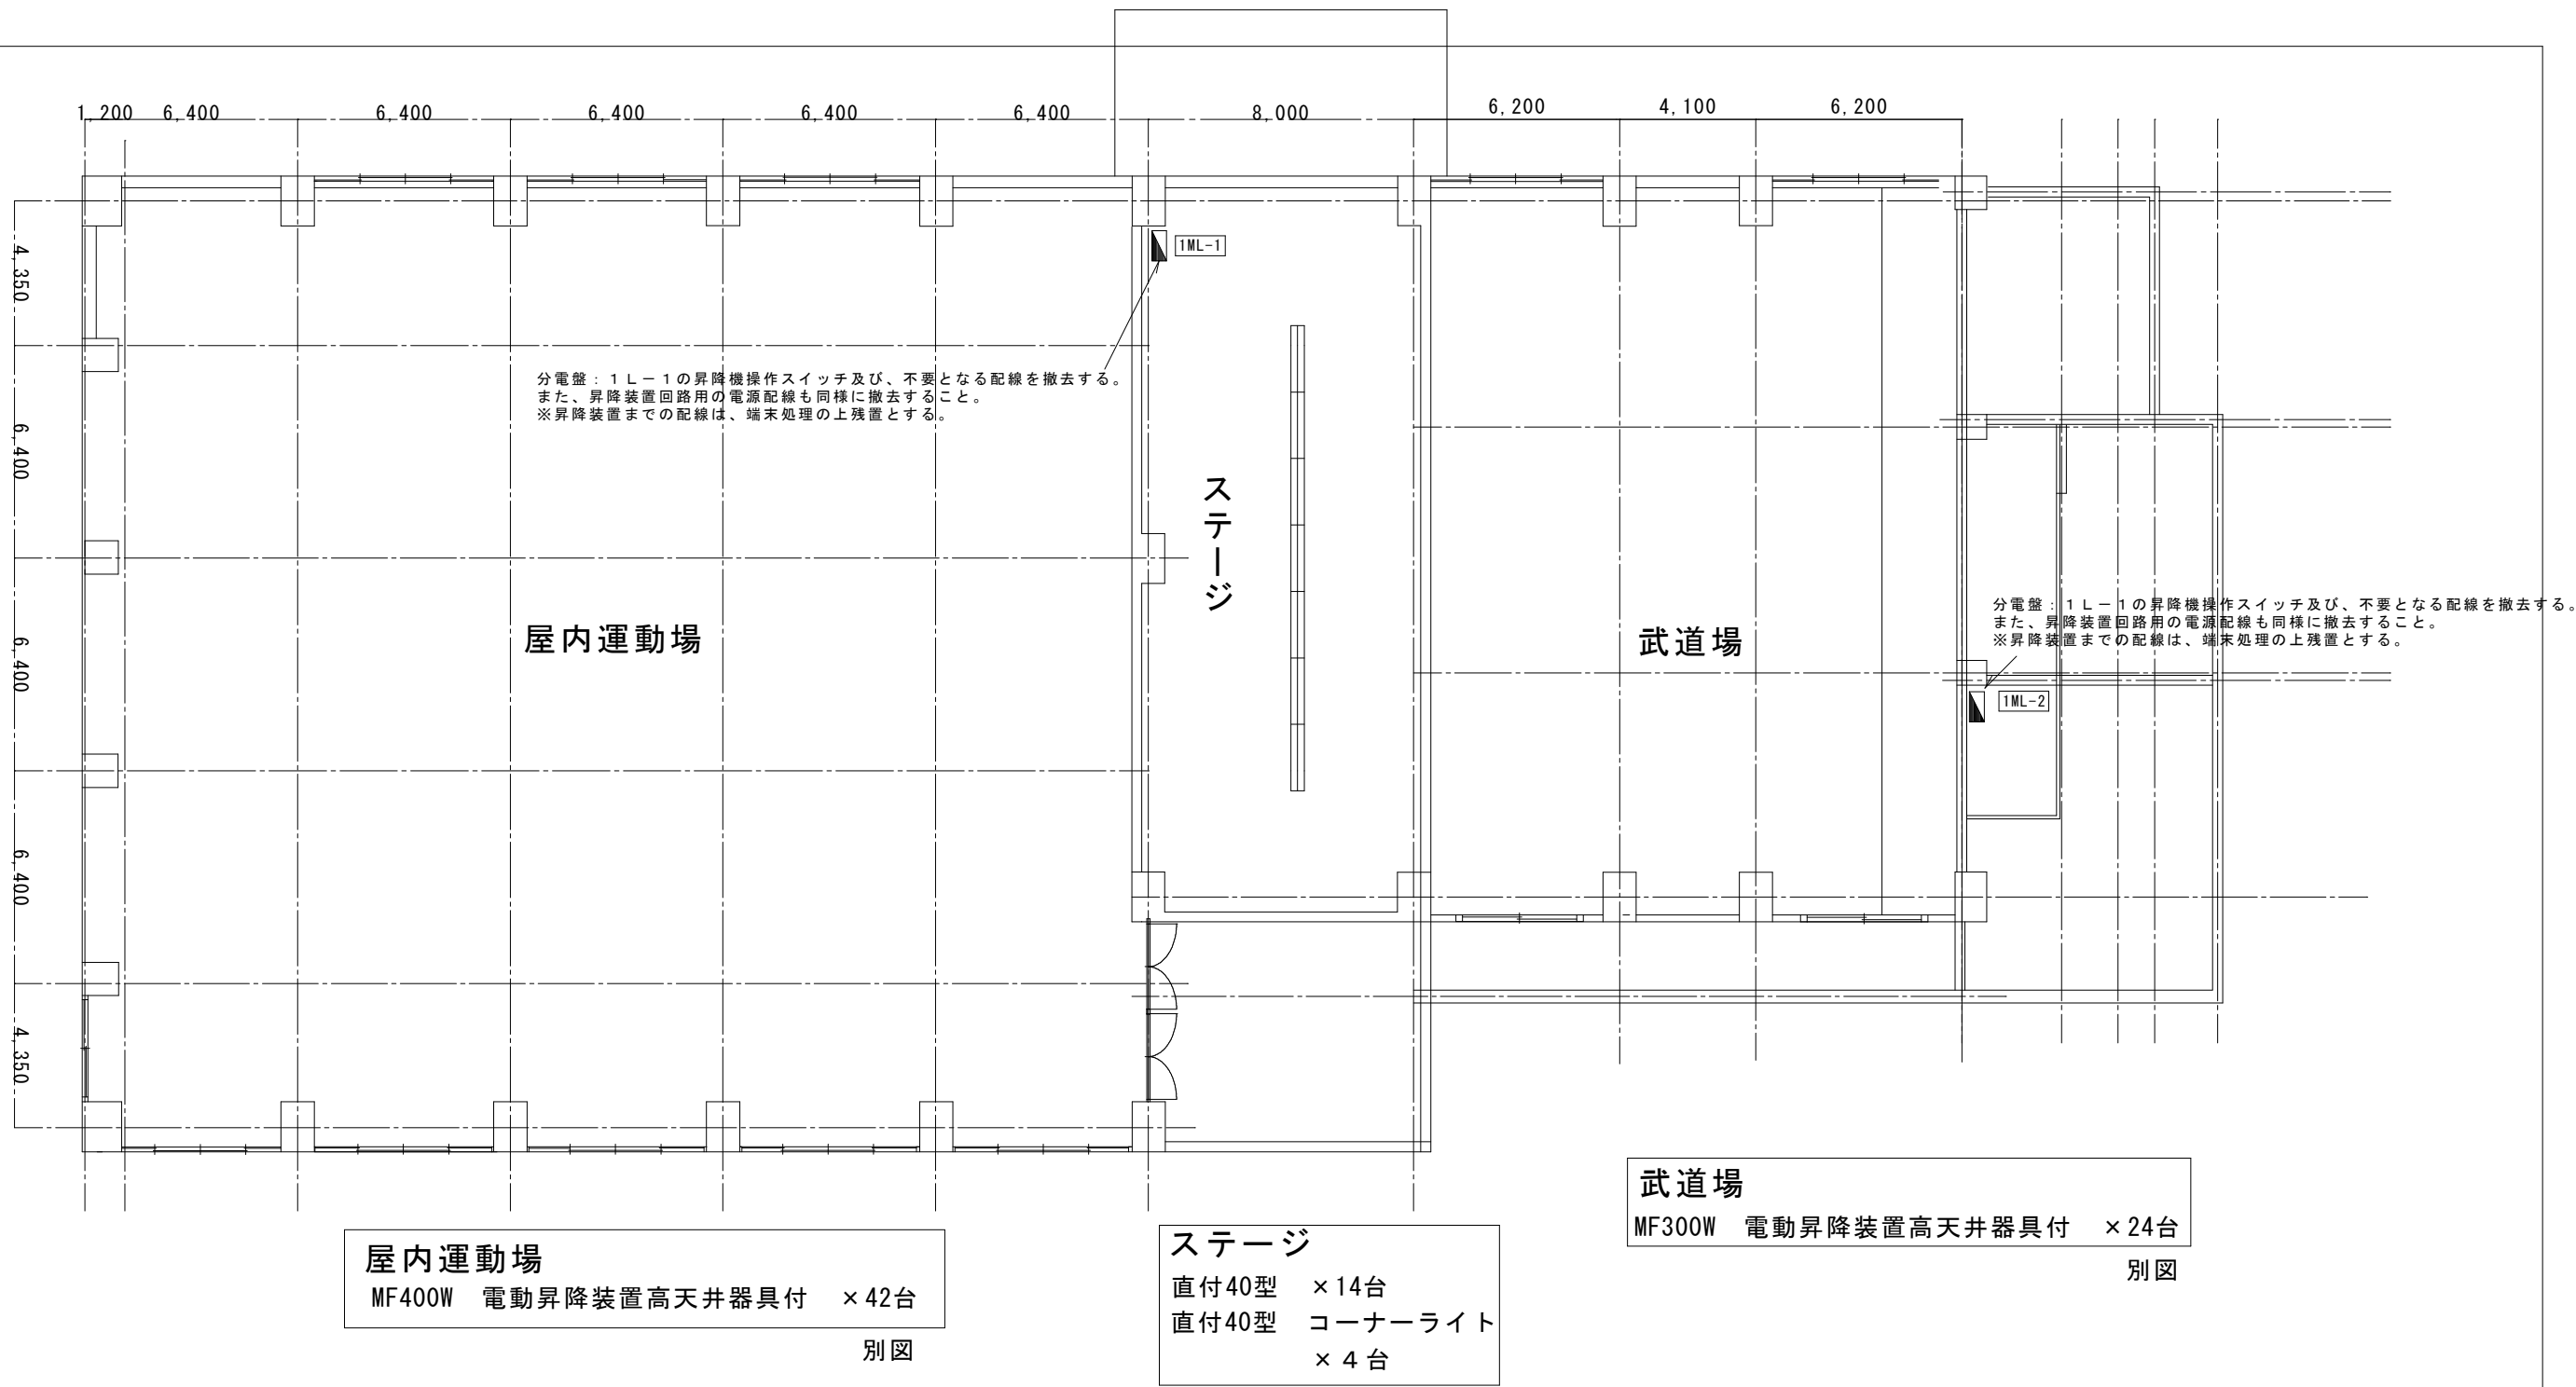 1,200 6,400 6,400 6,400 6,400 6,400 8,000 6,200 4,100 6,200
4,350
6,400
6,400
6,400
4,350
1ML-1
分電盤：１Ｌ－１の昇降機操作スイッチ及び、不要となる配線を撤去する。
また、昇降装置回路用の電源配線も同様に撤去すること。
※昇降装置までの配線は、端末処理の上残置とする。
ステージ
屋内運動場
武道場
分電盤：１Ｌ－１の昇降機操作スイッチ及び、不要となる配線を撤去する。
また、昇降装置回路用の電源配線も同様に撤去すること。
※昇降装置までの配線は、端末処理の上残置とする。
1ML-2
屋内運動場
MF400W　電動昇降装置高天井器具付　×42台
別図
ステージ
直付40型　×14台
直付40型　コーナーライト
×４台
武道場
MF300W　電動昇降装置高天井器具付　×24台
別図